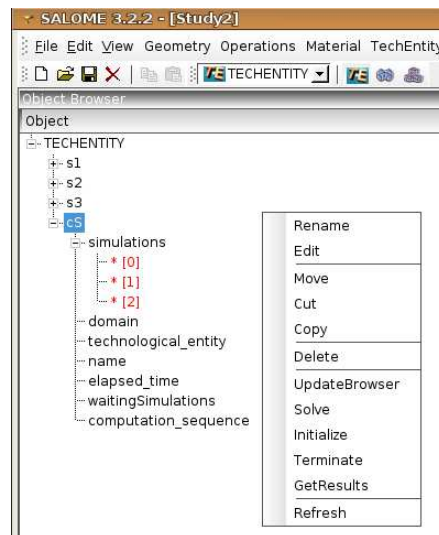 SALOME 3.2.2 - [Study2]
File Edit View Geometry Operations Material TechEntity
TE TECHENTITY TE
Object Browser
Object
TECHENTITY
s1
s2
s3
cS
simulations
* [0]
* [1]
* [2]
domain
technological_entity
name
elapsed_time
waitingSimulations
computation_sequence
Rename
Edit
Move
Cut
Copy
Delete
UpdateBrowser
Solve
Initialize
Terminate
GetResults
Refresh